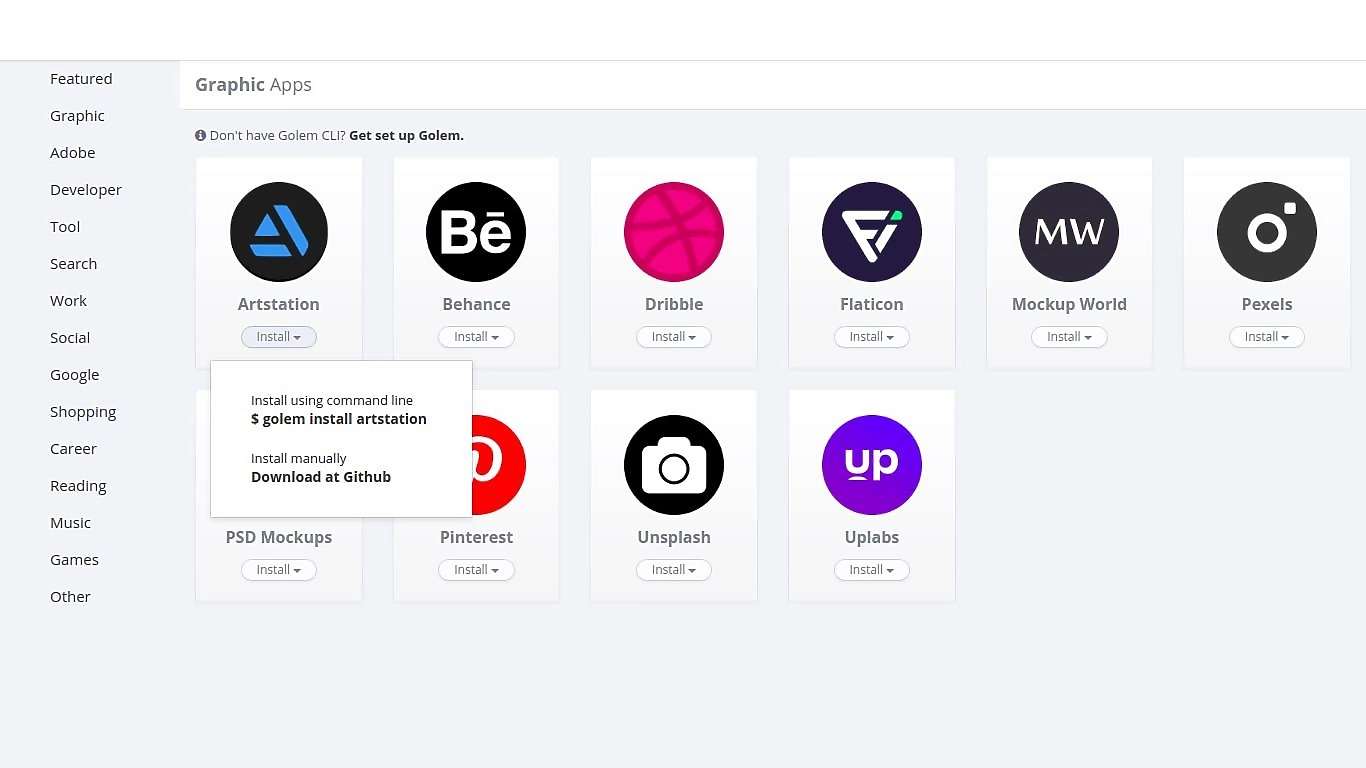 Featured
Graphic
Adobe
Developer
Tool
Search
Work
Social
Google
Shopping
Career
Reading
Music
Games
Other
Graphic Apps
Don't have Golem CLI? Get set up Golem.
Bē
MW
Artstation
Behance
Dribble
Flaticon
Mockup World
Pexels
Install
Install
Install
Install
Install
Install
Install using command line
$ golem install artstation
Install manually
Download at Github
up
PSD Mockups
Pinterest
Unsplash
Uplabs
Install
Install
Install
Install